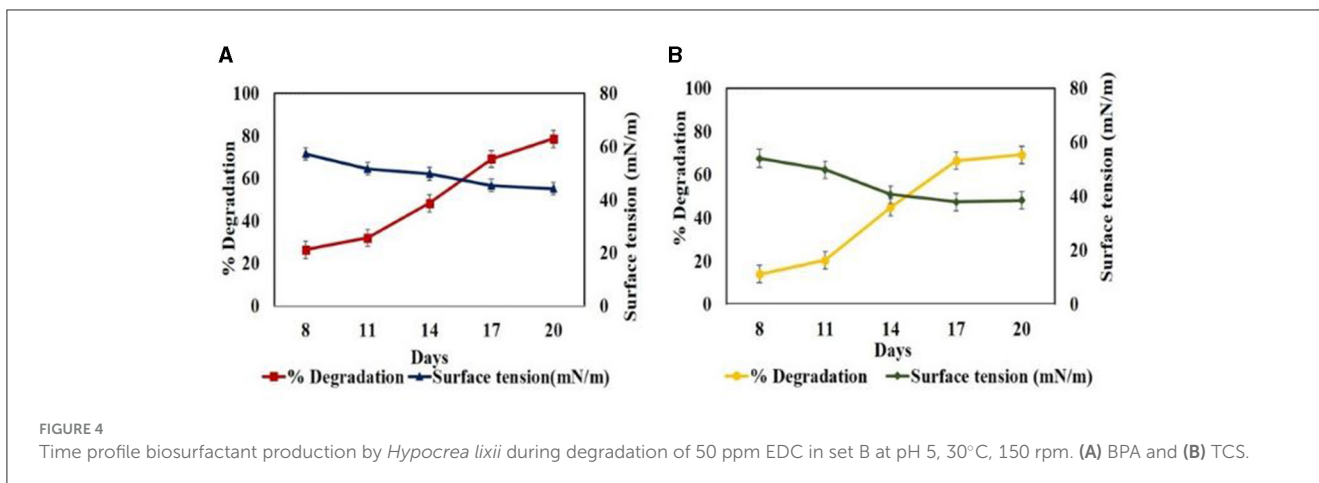 A
B
100
80
60
40
20
0
% Degradation
80
60
40
20
0
Surface tension (mN/m)
8 11 14 17 20
Days
% Degradation Surface tension(mN/m)
100
80
60
40
20
0
% Degradation
80
60
40
20
0
Surface tension (mN/m)
8 11 14 17 20
Days
% Degradation Surface tension (mN/m)
FIGURE 4
Time profile biosurfactant production by Hypocrea lixii during degradation of 50 ppm EDC in set B at pH 5, 30°C, 150 rpm. (A) BPA and (B) TCS.